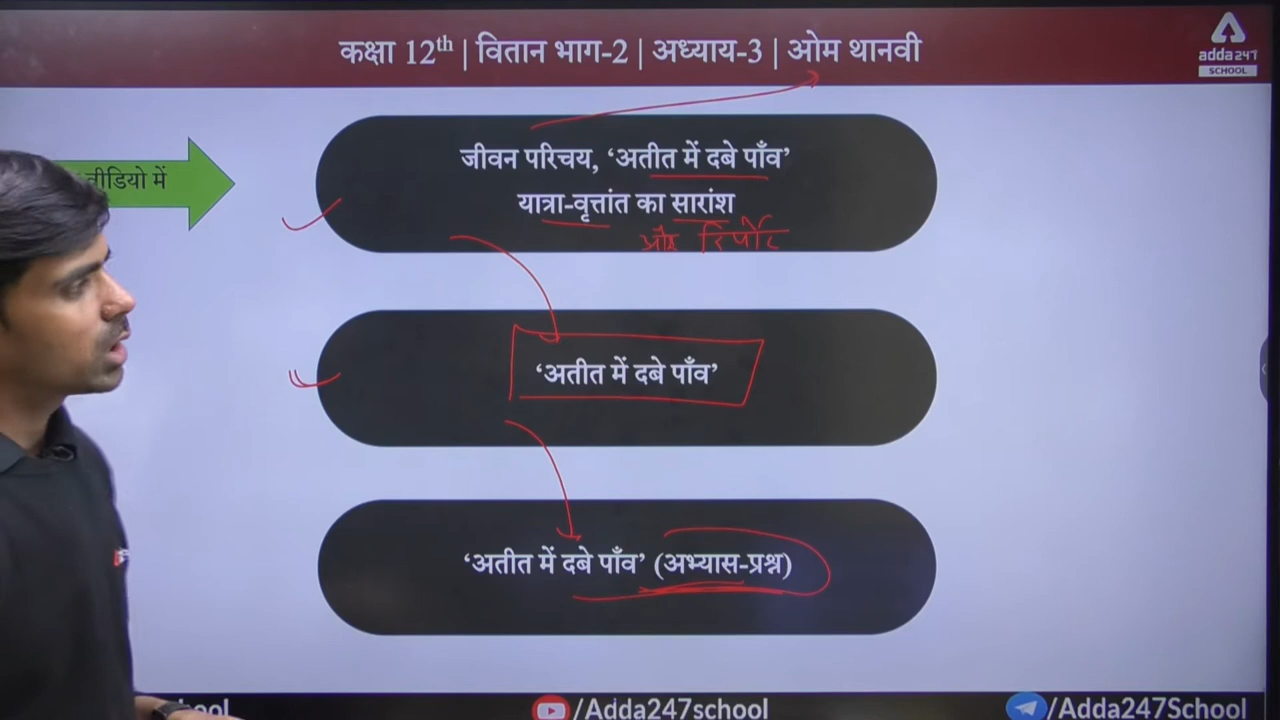 कक्षा 12th | वितान भाग-2 | अध्याय-3 | ओम थानवी
adda247
SCHOOL
वीडियो में
जीवन परिचय, ‘अतीत में दबे पाँव’
यात्रा-वृत्तांत का सारांश
और रिपोर्ट
‘अतीत में दबे पाँव’
‘अतीत में दबे पाँव’ (अभ्यास-प्रश्न)
/Adda247school
/Adda247School